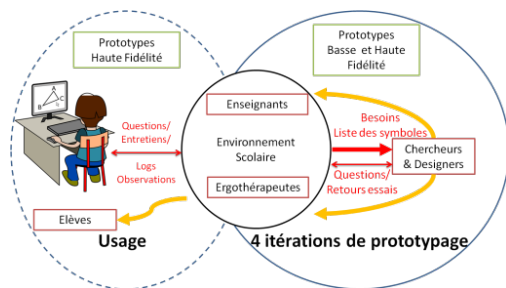 Prototypes
Haute Fidélité
Prototypes
Basse et Haute
Fidélité
A
B
C
Questions/
Entretiens/
Logs
Observations
Elèves
Usage
Enseignants
Environnement
Scolaire
Ergothérapeutes
Besoins
Liste des symboles
Questions/
Retours essais
Chercheurs
& Designers
4 itérations de prototypage